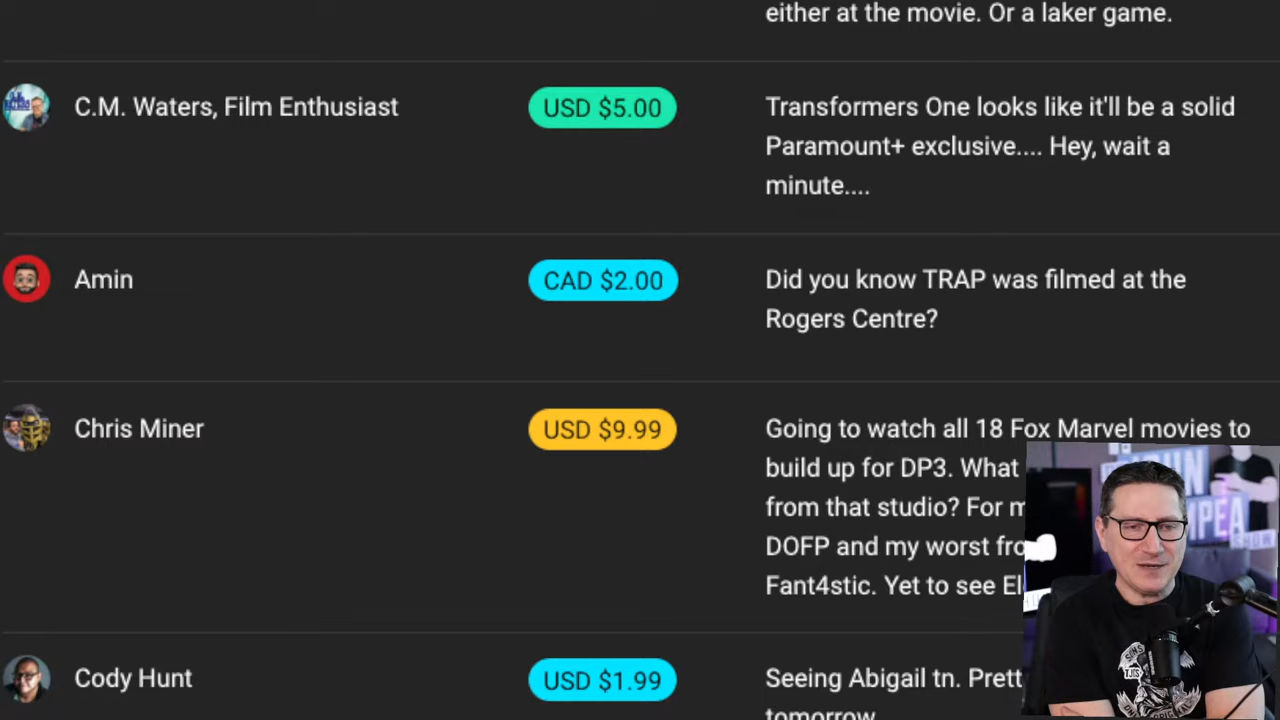 either at the movie. Or a laker game.
C.M. Waters, Film Enthusiast
USD $5.00
Transformers One looks like it'll be a solid
Paramount+ exclusive.... Hey, wait a
minute....
Amin
CAD $2.00
Did you know TRAP was filmed at the
Rogers Centre?
Chris Miner
USD $9.99
Going to watch all 18 Fox Marvel movies to
build up for DP3. What
from that studio? For
DOFP and my worst
Fant4stic. Yet to see
Cody Hunt
USD $1.99
Seeing Abigail tn.
tomorrow